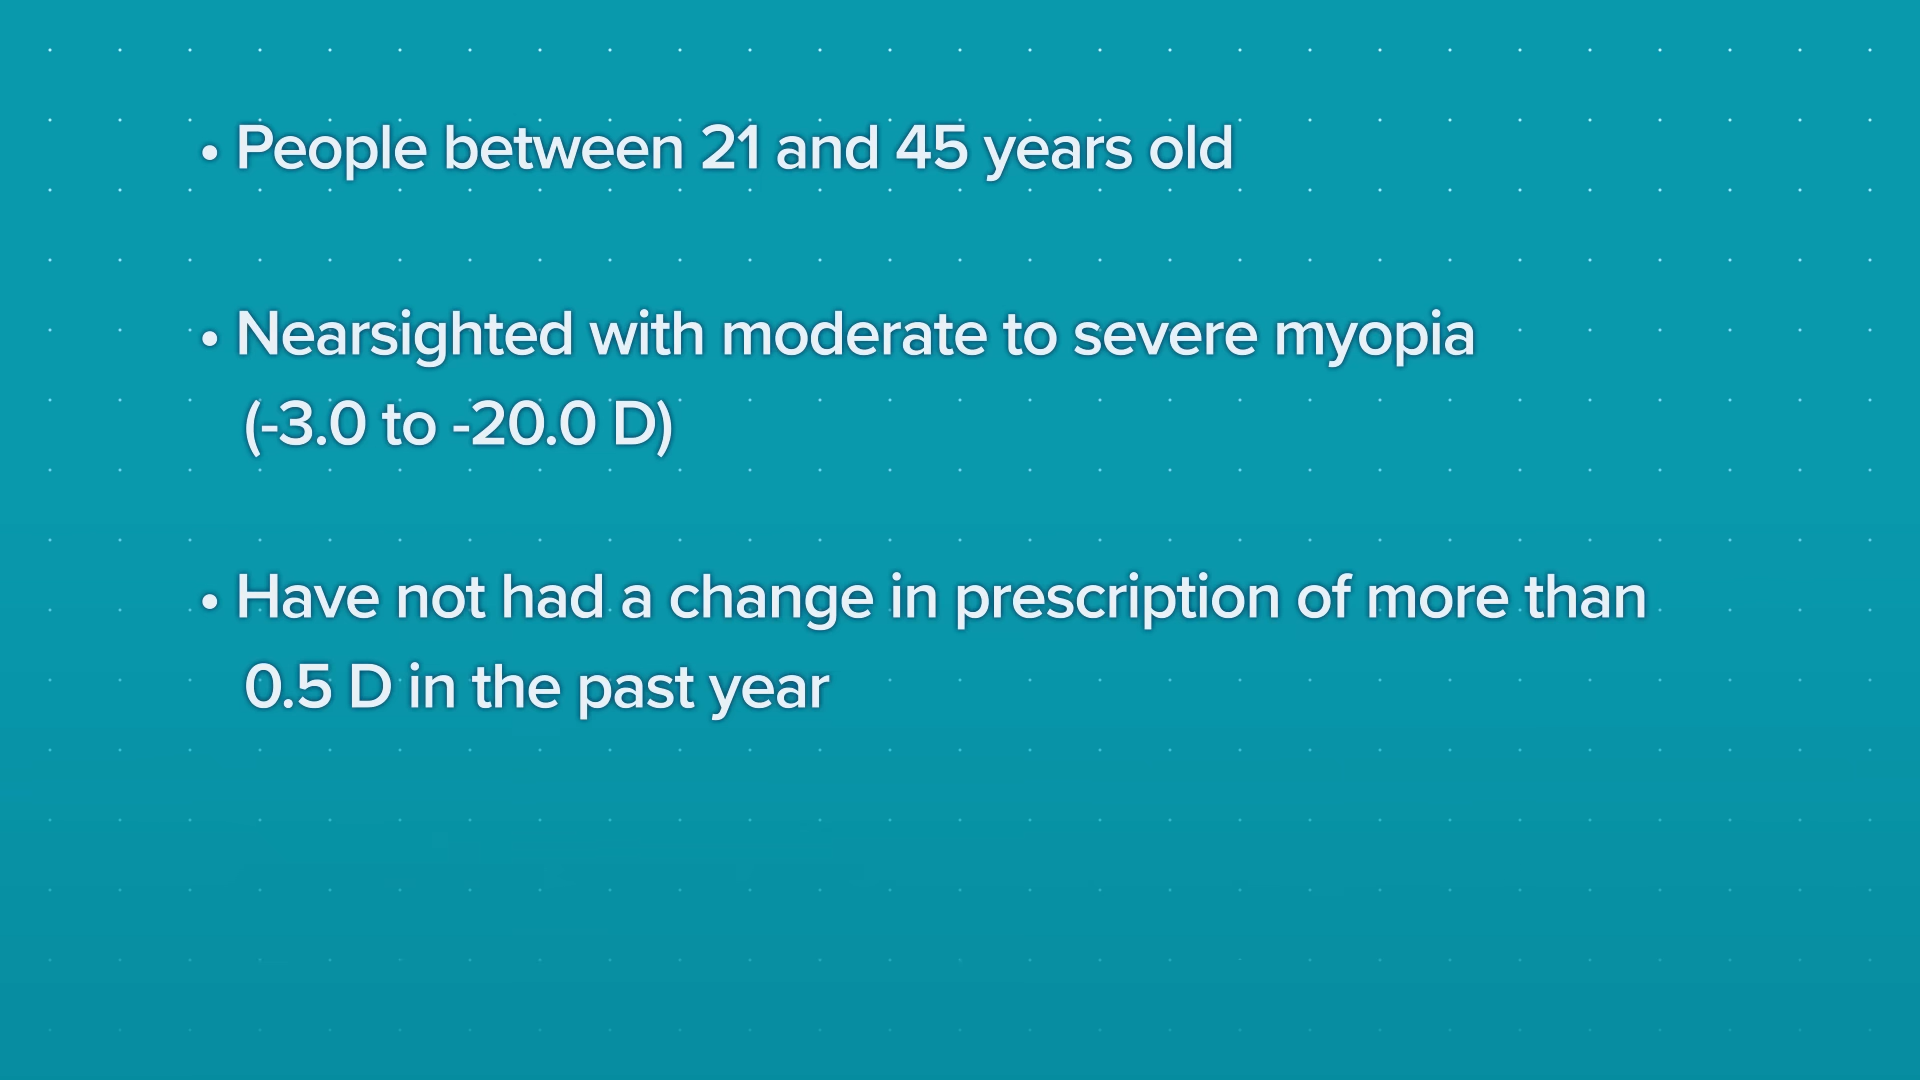 • People between 21 and 45 years old
• Nearsighted with moderate to severe myopia
(-3.0 to -20.0 D)
• Have not had a change in prescription of more than
0.5 D in the past year